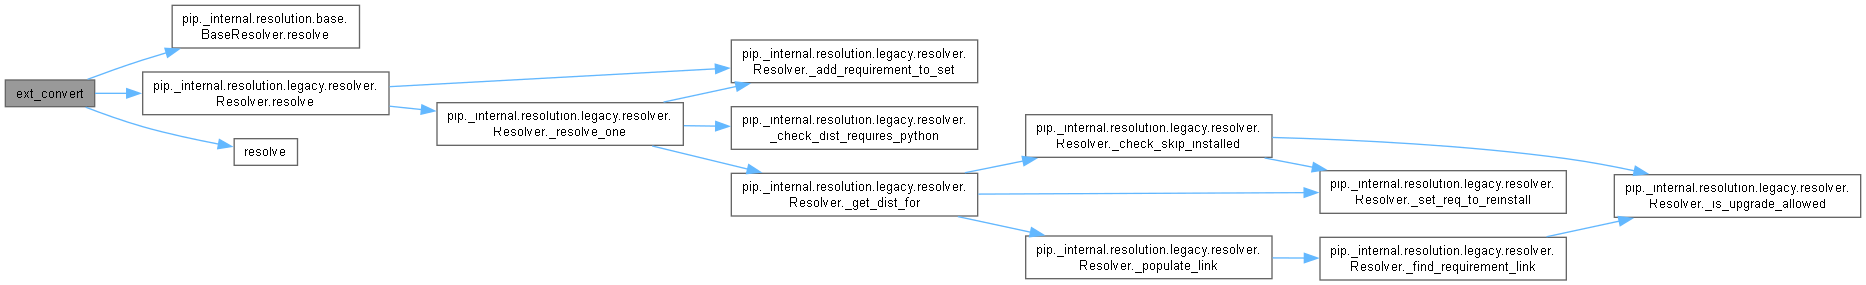 ext_convert
pip._internal.resolution.base.
BaseResolver.resolve
pip._internal.resolution.legacy.resolver.
Resolver.resolve
resolve
pip._internal.resolution.legacy.resolver.
Resolver._resolve_one
pip._internal.resolution.legacy.resolver.
Resolver._add_requirement_to_set
pip._internal.resolution.legacy.resolver.
_check_dist_requires_python
pip._internal.resolution.legacy.resolver.
Resolver._get_dist_for
pip._internal.resolution.legacy.resolver.
Resolver._check_skip_installed
pip._internal.resolution.legacy.resolver.
Resolver._populate_link
pip._internal.resolution.legacy.resolver.
Resolver._set_req_to_reinstall
pip._internal.resolution.legacy.resolver.
Resolver._find_requirement_link
pip._internal.resolution.legacy.resolver.
Resolver._is_upgrade_allowed